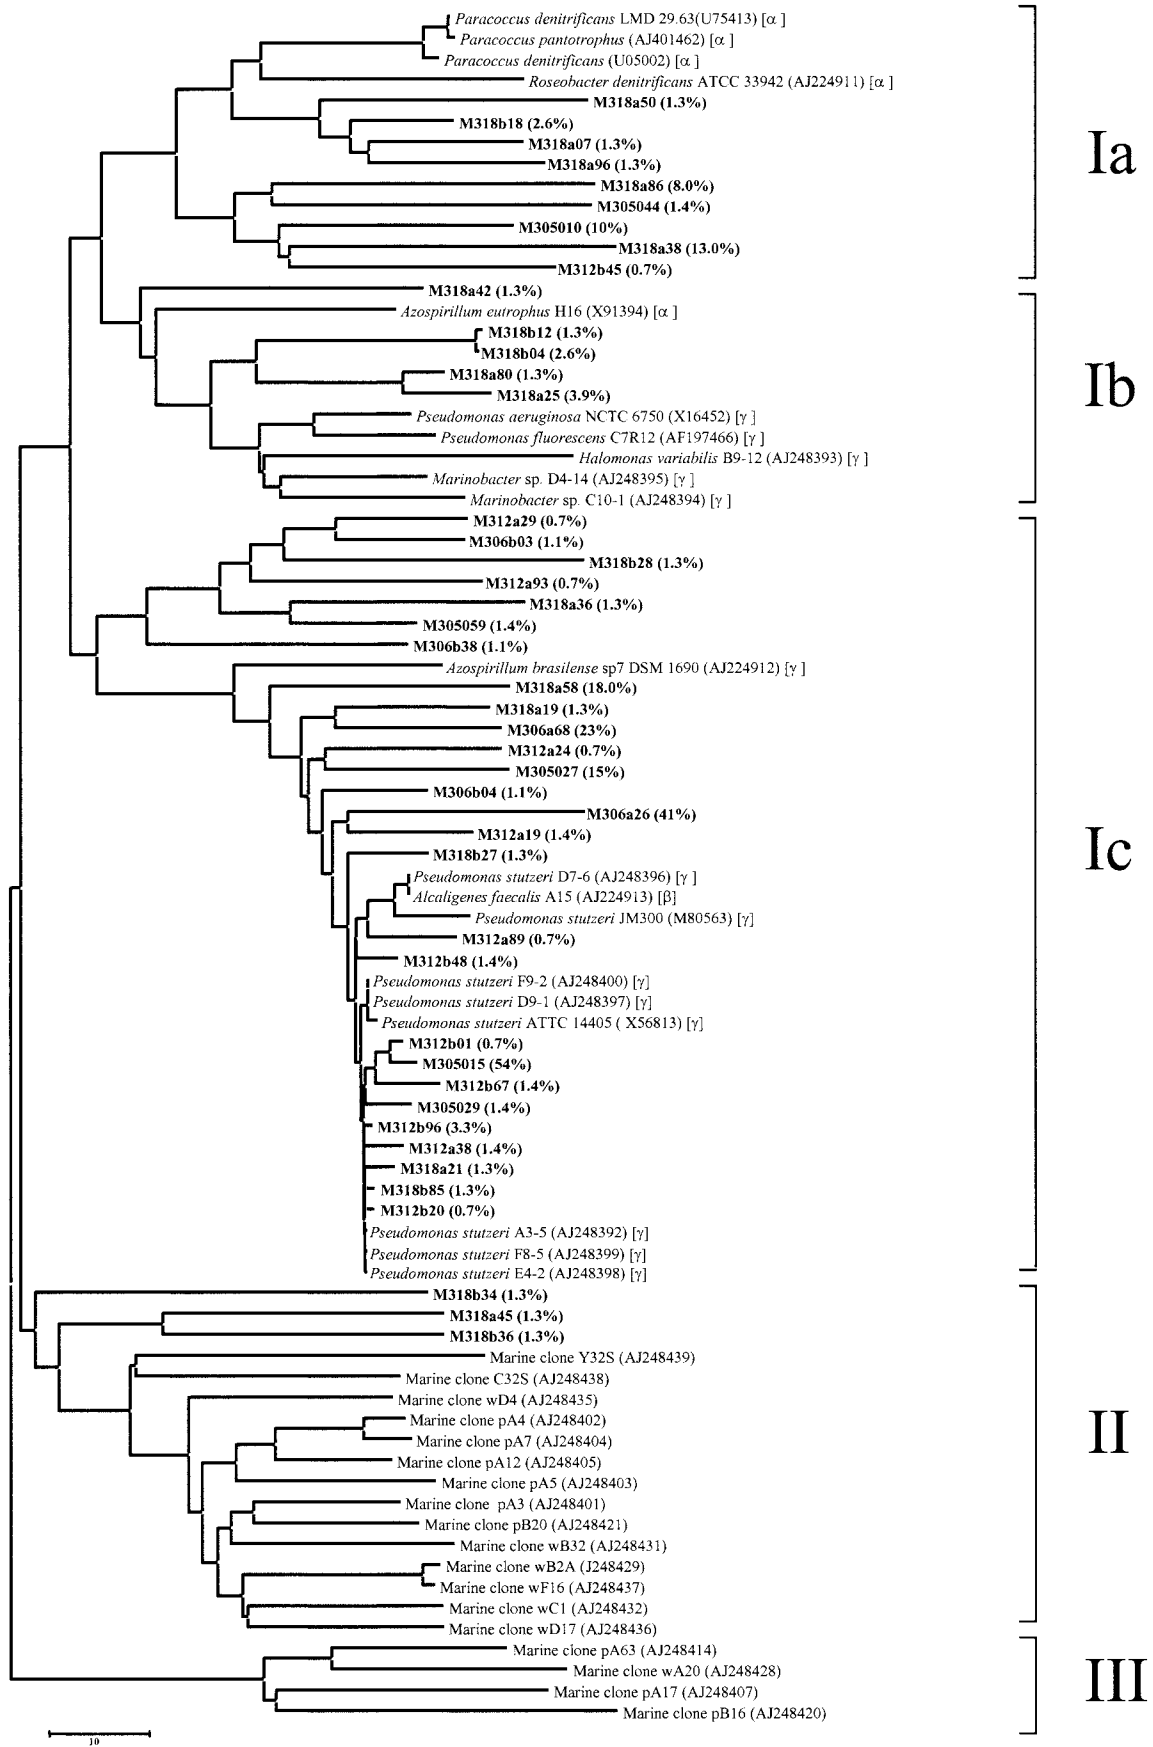 Paracoccus denitrificans LMD 29.63(U75413) [α ]
Paracoccus pantotrophus (AJ401462) [α ]
Paracoccus denitrificans (U05002) [α ]
Roseobacter denitrificans ATCC 33942 (AJ224911) [α ]
M318a50 (1.3%)
M318b18 (2.6%)
M318a07 (1.3%)
M318a96 (1.3%)
Ia
M318a86 (8.0%)
M305044 (1.4%)
M305010 (10%)
M318a38 (13.0%)
M312b45 (0.7%)
M318a42 (1.3%)
Azospirillum eutrophus H16 (X91394) [α ]
M318b12 (1.3%)
M318b04 (2.6%)
M318a80 (1.3%)
Ib
M318a25 (3.9%)
Pseudomonas aeruginosa NCTC 6750 (X16452) [γ ]
Pseudomonas fluorescens C7R12 (AF197466) [γ ]
Halomonas variabilis B9-12 (AJ248393) [γ ]
Marinobacter sp. D4-14 (AJ248395) [γ ]
Marinobacter sp. C10-1 (AJ248394) [γ ]
M312a29 (0.7%)
M306b03 (1.1%)
M318b28 (1.3%)
M312a93 (0.7%)
M318a36 (1.3%)
M305059 (1.4%)
M306b38 (1.1%)
Azospirillum brasilense sp7 DSM 1690 (AJ224912) [γ ]
M318a58 (18.0%)
M318a19 (1.3%)
M306a68 (23%)
M312a24 (0.7%)
M305027 (15%)
M306b04 (1.1%)
M306a26 (41%)
M312a19 (1.4%)
Ic
M318b27 (1.3%)
Pseudomonas stutzeri D7-6 (AJ248396) [γ ]
Alcaligenes faecalis A15 (AJ224913) [β]
Pseudomonas stutzeri JM300 (M80563) [γ]
M312a89 (0.7%)
M312b48 (1.4%)
Pseudomonas stutzeri F9-2 (AJ248400) [γ]
Pseudomonas stutzeri D9-1 (AJ248397) [γ]
Pseudomonas stutzeri ATTC 14405 ( X56813) [γ]
M312b01 (0.7%)
M305015 (54%)
M312b67 (1.4%)
M305029 (1.4%)
M312b96 (3.3%)
M312a38 (1.4%)
M318a21 (1.3%)
M318b85 (1.3%)
M312b20 (0.7%)
Pseudomonas stutzeri A3-5 (AJ248392) [γ]
Pseudomonas stutzeri F8-5 (AJ248399) [γ]
Pseudomonas stutzeri E4-2 (AJ248398) [γ]
M318b34 (1.3%)
M318a45 (1.3%)
M318b36 (1.3%)
Marine clone Y32S (AJ248439)
Marine clone C32S (AJ248438)
Marine clone wD4 (AJ248435)
Marine clone pA4 (AJ248402)
II
Marine clone pA7 (AJ248404)
Marine clone pA12 (AJ248405)
Marine clone pA5 (AJ248403)
Marine clone pA3 (AJ248401)
Marine clone pB20 (AJ248421)
Marine clone wB32 (AJ248431)
Marine clone wB2A (J248429)
Marine clone wF16 (AJ248437)
Marine clone wC1 (AJ248432)
Marine clone wD17 (AJ248436)
Marine clone pA63 (AJ248414)
Marine clone wA20 (AJ248428)
III
Marine clone pA17 (AJ248407)
Marine clone pB16 (AJ248420)
10